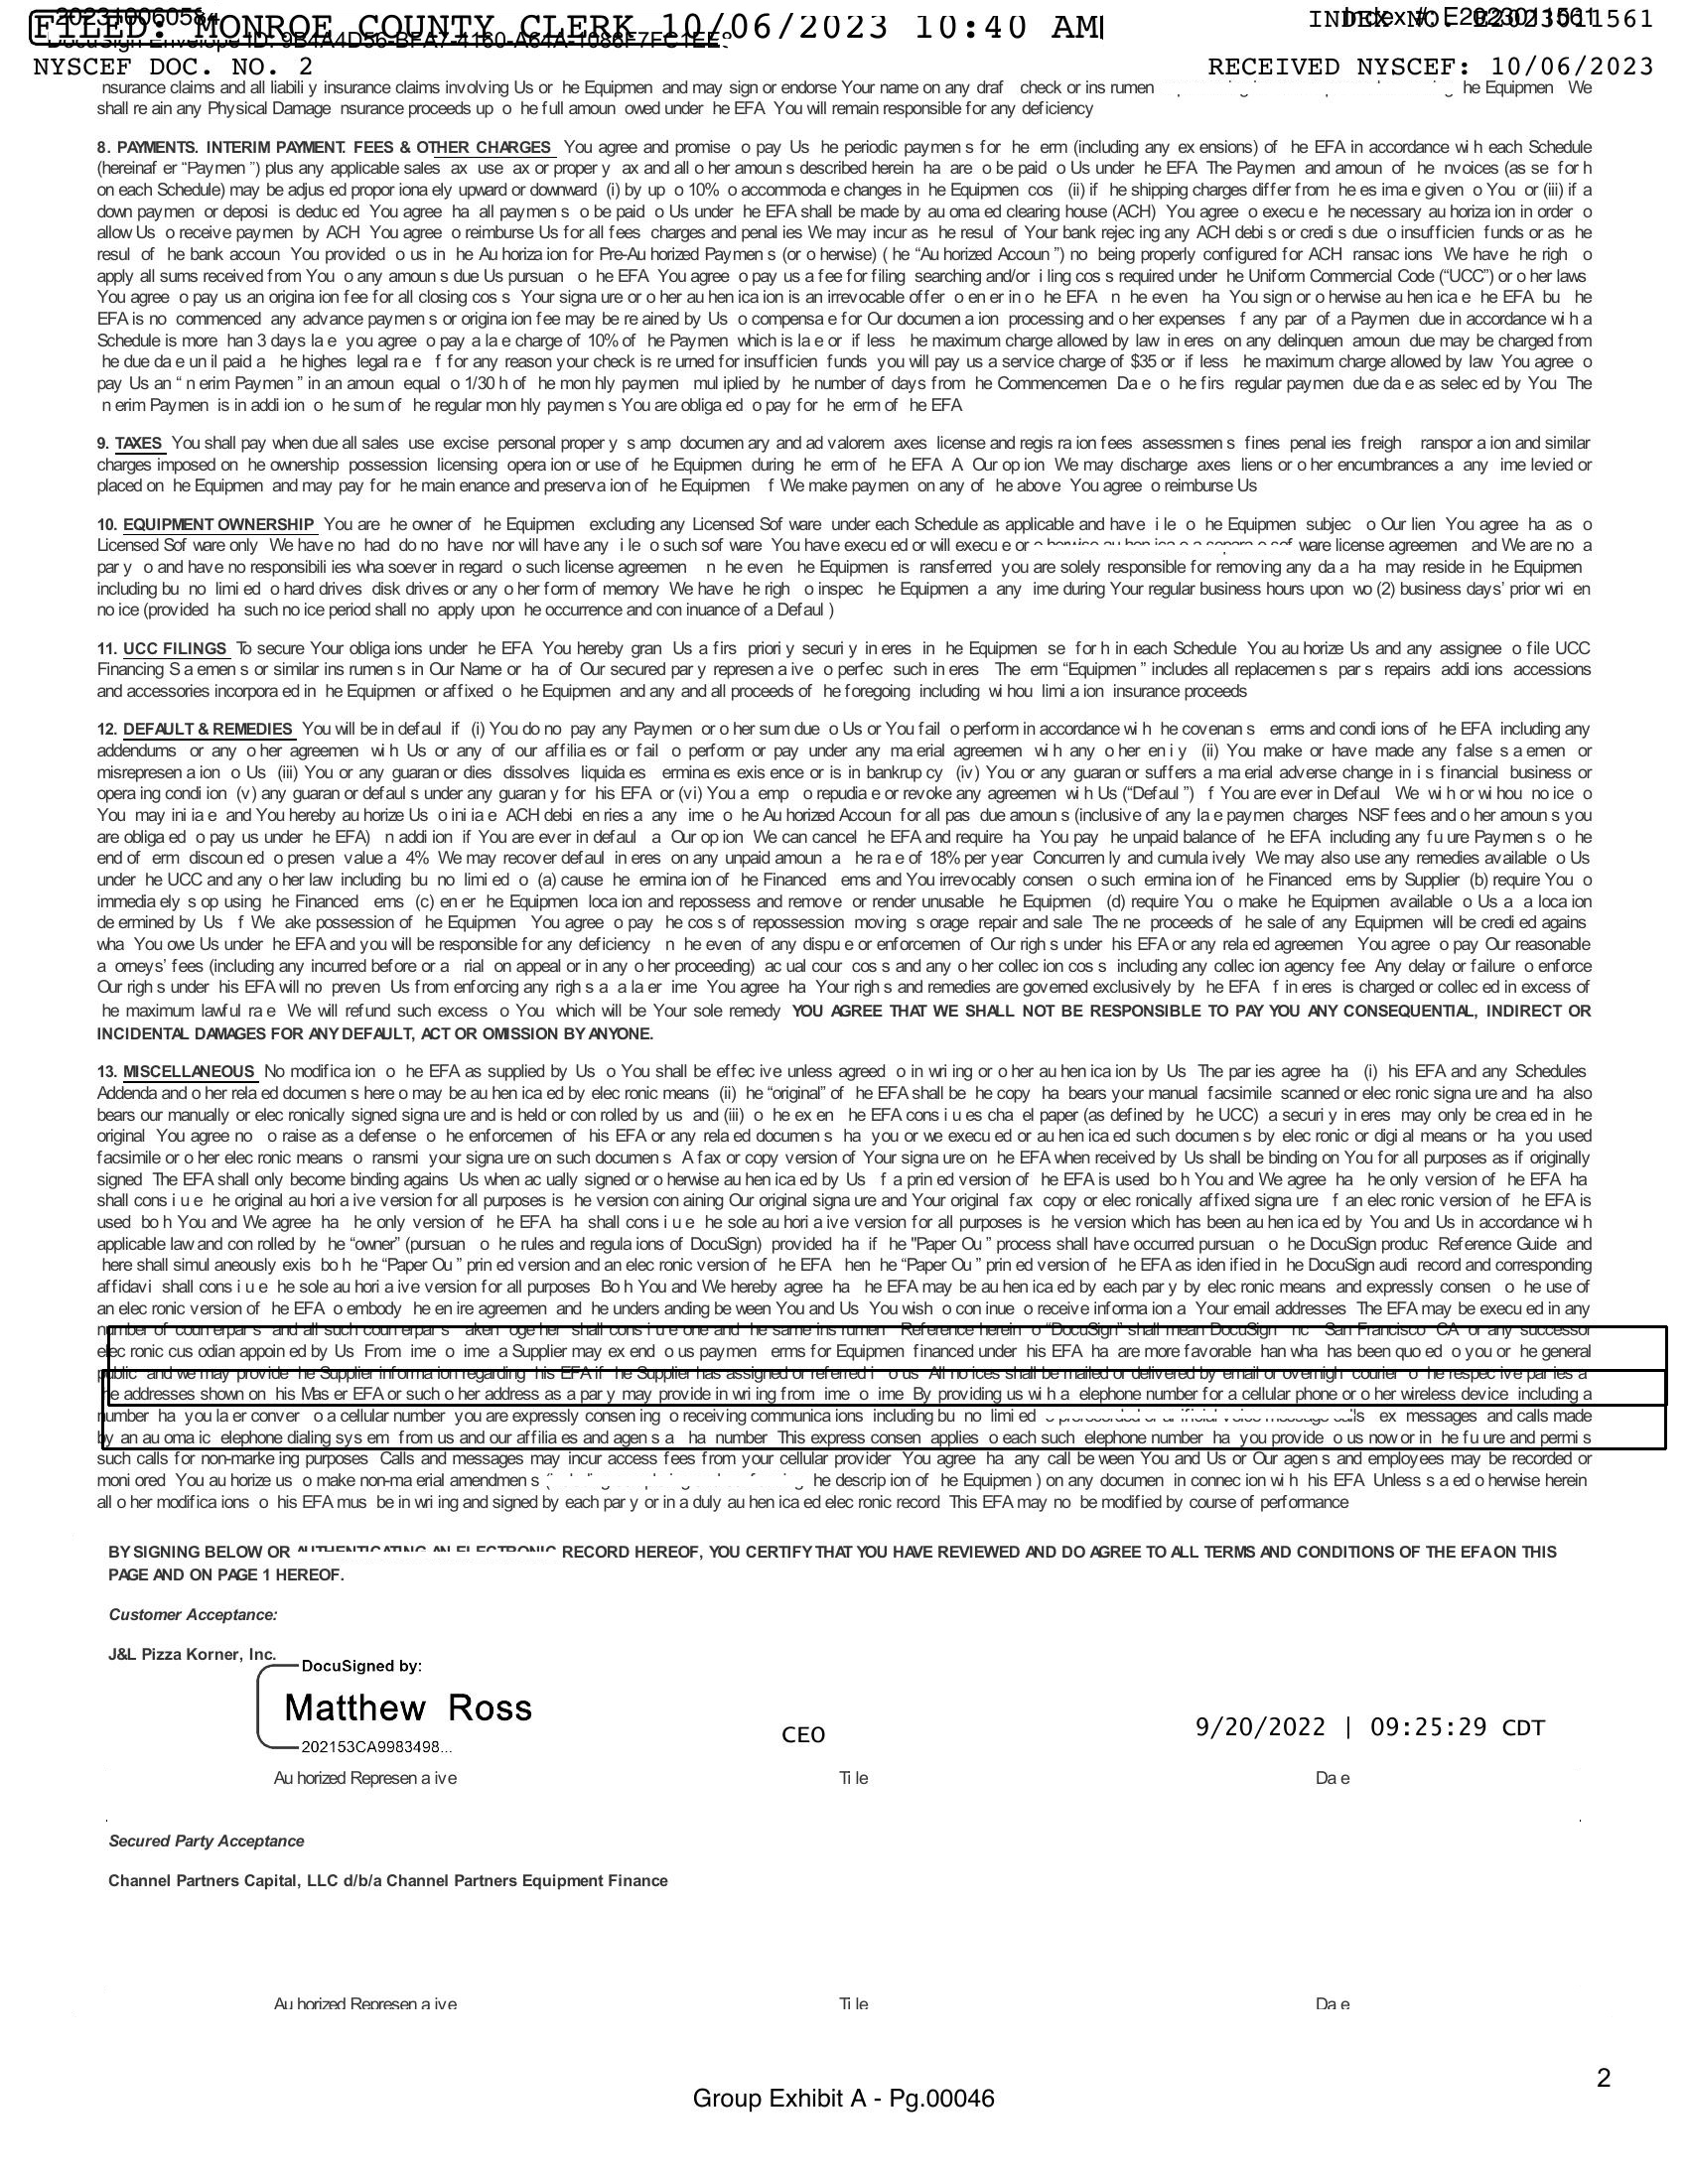 FILED: MONROE COUNTY CLERK 10/06/2023 10:40 AM
202310060584
INDEX NO. E2023011561
Index #: E2023011561
NYSCEF DOC. NO. 2
RECEIVED NYSCEF: 10/06/2023
nsurance claims and all liabili y insurance claims involving Us or he Equipmen and may sign or endorse Your name on any draf check or ins rumen he Equipmen We
shall re ain any Physical Damage nsurance proceeds up o he full amoun owed under he EFA You will remain responsible for any deficiency
8. PAYMENTS. INTERIM PAYMENT. FEES & OTHER CHARGES You agree and promise o pay Us he periodic paymen s for he erm (including any ex ensions) of he EFA in accordance wi h each Schedule
(hereinaf er “Paymen ”) plus any applicable sales ax use ax or proper y ax and all o her amoun s described herein ha are o be paid o Us under he EFA The Paymen and amoun of he nvoices (as se for h
on each Schedule) may be adjus ed propor iona ely upward or downward (i) by up o 10% o accommoda e changes in he Equipmen cos (ii) if he shipping charges differ from he es ima e given o You or (iii) if a
down paymen or deposi is deduc ed You agree ha all paymen s o be paid o Us under he EFA shall be made by au oma ed clearing house (ACH) You agree o execu e he necessary au horiza ion in order o
allow Us o receive paymen by ACH You agree o reimburse Us for all fees charges and penal ies We may incur as he resul of Your bank rejec ing any ACH debi s or credi s due o insufficien funds or as he
resul of he bank accoun You provided o us in he Au horiza ion for Pre-Au horized Paymen s (or o herwise) ( he “Au horized Accoun ”) no being properly configured for ACH ransac ions We have he righ o
apply all sums received from You o any amoun s due Us pursuan o he EFA You agree o pay us a fee for filing searching and/or i ling cos s required under he Uniform Commercial Code (“UCC”) or o her laws
You agree o pay us an origina ion fee for all closing cos s Your signa ure or o her au hen ica ion is an irrevocable offer o en er in o he EFA n he even ha You sign or o herwise au hen ica e he EFA bu he
EFA is no commenced any advance paymen s or origina ion fee may be re ained by Us o compensa e for Our documen a ion processing and o her expenses f any par of a Paymen due in accordance wi h a
Schedule is more han 3 days la e you agree o pay a la e charge of 10% of he Paymen which is la e or if less he maximum charge allowed by law in eres on any delinquen amoun due may be charged from
he due da e un il paid a he highes legal ra e f for any reason your check is re urned for insufficien funds you will pay us a service charge of $35 or if less he maximum charge allowed by law You agree o
pay Us an “ n erim Paymen ” in an amoun equal o 1/30 h of he mon hly paymen mul iplied by he number of days from he Commencemen Da e o he firs regular paymen due da e as selec ed by You The
n erim Paymen is in addi ion o he sum of he regular mon hly paymen s You are obliga ed o pay for he erm of he EFA
9. TAXES You shall pay when due all sales use excise personal proper y s amp documen ary and ad valorem axes license and regis ra ion fees assessmen s fines penal ies freigh ranspor a ion and similar
charges imposed on he ownership possession licensing opera ion or use of he Equipmen during he erm of he EFA A Our op ion We may discharge axes liens or o her encumbrances a any ime levied or
placed on he Equipmen and may pay for he main enance and preserva ion of he Equipmen f We make paymen on any of he above You agree o reimburse Us
10. EQUIPMENT OWNERSHIP You are he owner of he Equipmen excluding any Licensed Sof ware under each Schedule as applicable and have i le o he Equipmen subjec o Our lien You agree ha as o
Licensed Sof ware only We have no had do no have nor will have any i le o such sof ware You have execu ed or will execu e or o herwise au hen ica e a separa e sof ware license agreemen and We are no a
par y o and have no responsibili ies wha soever in regard o such license agreemen n he even he Equipmen is ransferred you are solely responsible for removing any da a ha may reside in he Equipmen
including bu no limi ed o hard drives disk drives or any o her form of memory We have he righ o inspec he Equipmen a any ime during Your regular business hours upon wo (2) business days’ prior wri en
no ice (provided ha such no ice period shall no apply upon he occurrence and con inuance of a Defaul )
11. UCC FILINGS To secure Your obliga ions under he EFA You hereby gran Us a firs priori y securi y in eres in he Equipmen se for h in each Schedule You au horize Us and any assignee o file UCC
Financing S a emen s or similar ins rumen s in Our Name or ha of Our secured par y represen a ive o perfec such in eres The erm “Equipmen ” includes all replacemen s par s repairs addi ions accessions
and accessories incorpora ed in he Equipmen or affixed o he Equipmen and any and all proceeds of he foregoing including wi hou limi a ion insurance proceeds
12. DEFAULT & REMEDIES You will be in defaul if (i) You do no pay any Paymen or o her sum due o Us or You fail o perform in accordance wi h he covenan s erms and condi ions of he EFA including any
addendums or any o her agreemen wi h Us or any of our affilia es or fail o perform or pay under any ma erial agreemen wi h any o her en i y (ii) You make or have made any false s a emen or
misrepresen a ion o Us (iii) You or any guaran or dies dissolves liquida es ermina es exis ence or is in bankrup cy (iv) You or any guaran or suffers a ma erial adverse change in i s financial business or
opera ing condi ion (v) any guaran or defaul s under any guaran y for his EFA or (vi) You a emp o repudia e or revoke any agreemen wi h Us (“Defaul ”) f You are ever in Defaul We wi h or wi hou no ice o
You may ini ia e and You hereby au horize Us o ini ia e ACH debi en ries a any ime o he Au horized Accoun for all pas due amoun s (inclusive of any la e paymen charges NSF fees and o her amoun s you
are obliga ed o pay us under he EFA) n addi ion if You are ever in defaul a Our op ion We can cancel he EFA and require ha You pay he unpaid balance of he EFA including any fu ure Paymen s o he
end of erm discoun ed o presen value a 4% We may recover defaul in eres on any unpaid amoun a he ra e of 18% per year Concurren ly and cumula ively We may also use any remedies available o Us
under he UCC and any o her law including bu no limi ed o (a) cause he ermina ion of he Financed ems and You irrevocably consen o such ermina ion of he Financed ems by Supplier (b) require You o
immedia ely s op using he Financed ems (c) en er he Equipmen loca ion and repossess and remove or render unusable he Equipmen (d) require You o make he Equipmen available o Us a a loca ion
de ermined by Us f We ake possession of he Equipmen You agree o pay he cos s of repossession moving s orage repair and sale The ne proceeds of he sale of any Equipmen will be credi ed agains
wha You owe Us under he EFA and you will be responsible for any deficiency n he even of any dispu e or enforcemen of Our righ s under his EFA or any rela ed agreemen You agree o pay Our reasonable
a orneys’ fees (including any incurred before or a rial on appeal or in any o her proceeding) ac ual cour cos s and any o her collec ion cos s including any collec ion agency fee Any delay or failure o enforce
Our righ s under his EFA will no preven Us from enforcing any righ s a a la er ime You agree ha Your righ s and remedies are governed exclusively by he EFA f in eres is charged or collec ed in excess of
he maximum lawful ra e We will refund such excess o You which will be Your sole remedy YOU AGREE THAT WE SHALL NOT BE RESPONSIBLE TO PAY YOU ANY CONSEQUENTIAL, INDIRECT OR
INCIDENTAL DAMAGES FOR ANY DEFAULT, ACT OR OMISSION BY ANYONE.
13. MISCELLANEOUS No modifica ion o he EFA as supplied by Us o You shall be effec ive unless agreed o in wri ing or o her au hen ica ion by Us The par ies agree ha (i) his EFA and any Schedules
Addenda and o her rela ed documen s here o may be au hen ica ed by elec ronic means (ii) he “original” of he EFA shall be he copy ha bears your manual facsimile scanned or elec ronic signa ure and ha also
bears our manually or elec ronically signed signa ure and is held or con rolled by us and (iii) o he ex en he EFA cons i u es cha el paper (as defined by he UCC) a securi y in eres may only be crea ed in he
original You agree no o raise as a defense o he enforcemen of his EFA or any rela ed documen s ha you or we execu ed or au hen ica ed such documen s by elec ronic or digi al means or ha you used
facsimile or o her elec ronic means o ransmi your signa ure on such documen s A fax or copy version of Your signa ure on he EFA when received by Us shall be binding on You for all purposes as if originally
signed The EFA shall only become binding agains Us when ac ually signed or o herwise au hen ica ed by Us f a prin ed version of he EFA is used bo h You and We agree ha he only version of he EFA ha
shall cons i u e he original au hori a ive version for all purposes is he version con aining Our original signa ure and Your original fax copy or elec ronically affixed signa ure f an elec ronic version of he EFA is
used bo h You and We agree ha he only version of he EFA ha shall cons i u e he sole au hori a ive version for all purposes is he version which has been au hen ica ed by You and Us in accordance wi h
applicable law and con rolled by he “owner” (pursuan o he rules and regula ions of DocuSign) provided ha if he "Paper Ou ” process shall have occurred pursuan o he DocuSign produc Reference Guide and
here shall simul aneously exis bo h he “Paper Ou ” prin ed version and an elec ronic version of he EFA hen he “Paper Ou ” prin ed version of he EFA as iden ified in he DocuSign audi record and corresponding
affidavi shall cons i u e he sole au hori a ive version for all purposes Bo h You and We hereby agree ha he EFA may be au hen ica ed by each par y by elec ronic means and expressly consen o he use of
an elec ronic version of he EFA o embody he en ire agreemen and he unders anding be ween You and Us You wish o con inue o receive informa ion a Your email addresses The EFA may be execu ed in any
number of coun erpar s and all such coun erpar s aken oge her shall cons i u e one and he same ins rumen Reference herein o “DocuSign” shall mean DocuSign nc San Francisco CA or any successor
elec ronic cus odian appoin ed by Us From ime o ime a Supplier may ex end o us paymen erms for Equipmen financed under his EFA ha are more favorable han wha has been quo ed o you or he general
public and we may provide he Supplier informa ion regarding his EFA if he Supplier has assigned or referred i o us All no ices shall be mailed or delivered by email or overnigh courier o he respec ive par ies a
he addresses shown on his Mas er EFA or such o her address as a par y may provide in wri ing from ime o ime By providing us wi h a elephone number for a cellular phone or o her wireless device including a
number ha you la er conver o a cellular number you are expressly consen ing o receiving communica ions including bu no limi ed ex messages and calls made
by an au oma ic elephone dialing sys em from us and our affilia es and agen s a ha number This express consen applies o each such elephone number ha you provide o us now or in he fu ure and permi s
such calls for non-marke ing purposes Calls and messages may incur access fees from your cellular provider You agree ha any call be ween You and Us or Our agen s and employees may be recorded or
moni ored You au horize us o make non-ma erial amendmen s he descrip ion of he Equipmen ) on any documen in connec ion wi h his EFA Unless s a ed o herwise herein
all o her modifica ions o his EFA mus be in wri ing and signed by each par y or in a duly au hen ica ed elec ronic record This EFA may no be modified by course of performance
BY SIGNING BELOW OR AUTHENTICATING AN ELECTRONIC RECORD HEREOF, YOU CERTIFY THAT YOU HAVE REVIEWED AND DO AGREE TO ALL TERMS AND CONDITIONS OF THE EFA ON THIS
PAGE AND ON PAGE 1 HEREOF.
Customer Acceptance:
J&L Pizza Korner, Inc.
DocuSigned by:
Matthew Ross
202153CA9983498...
CEO
9/20/2022 | 09:25:29 CDT
Au horized Represen a ive
Ti le
Da e
Secured Party Acceptance
Channel Partners Capital, LLC d/b/a Channel Partners Equipment Finance
Au horized Represen a ive
Ti le
Da e
2
Group Exhibit A - Pg.00046